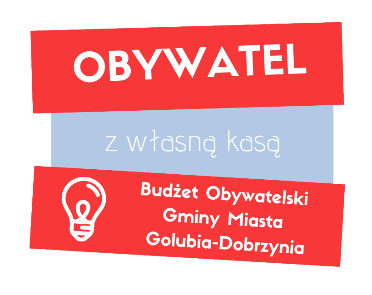 OBYWATEL
z własną kasą
Budżet Obywatelski
Gminy Miasta
Golubia-Dobrzynia